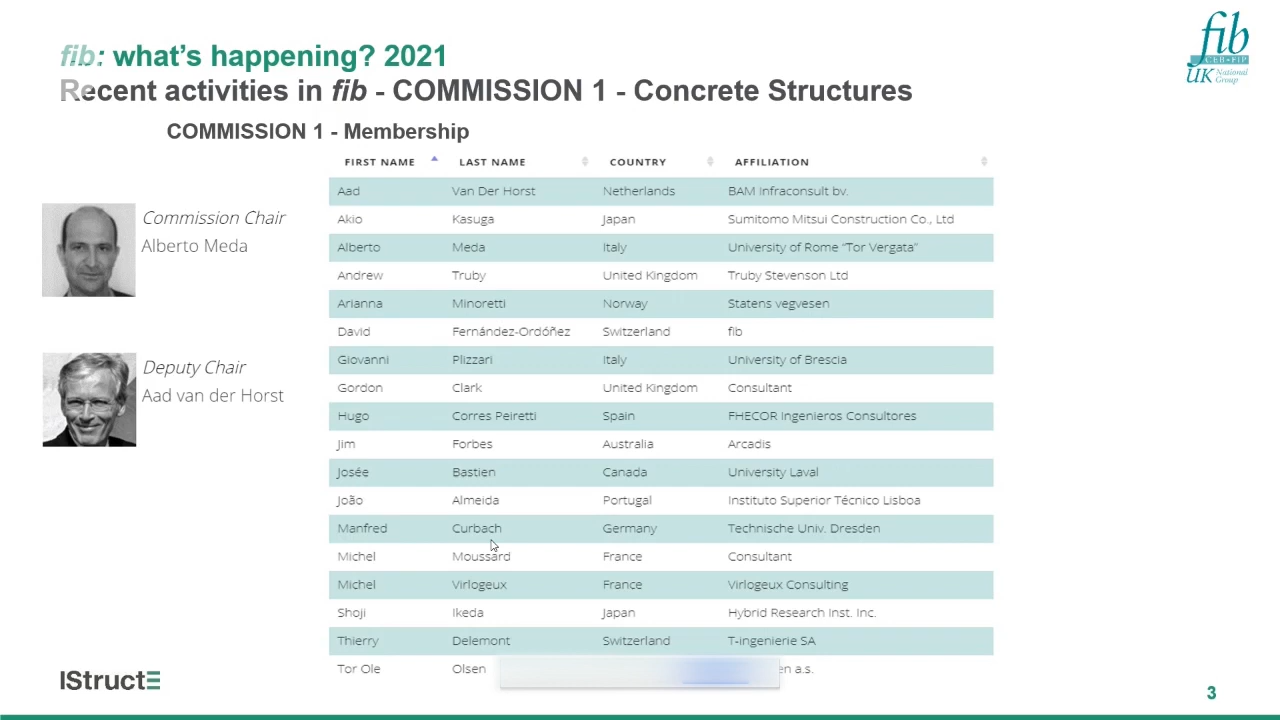 fib: what's happening? 2021
Recent activities in fib - COMMISSION 1 - Concrete Structures
fib
CEB-FIP
UK National Group
COMMISSION 1 - Membership
FIRST NAME LAST NAME COUNTRY AFFILIATION
Commission Chair
Alberto Meda
Deputy Chair
Aad van der Horst
Aad Van Der Horst Netherlands BAM Infraconsult bv.
Akio Kasuga Japan Sumitomo Mitsui Construction Co., Ltd
Alberto Meda Italy University of Rome “Tor Vergata”
Andrew Truby United Kingdom Truby Stevenson Ltd
Arianna Minoretti Norway Statens vegvesen
David Fernández-Ordóñez Switzerland fib
Giovanni Plizzari Italy University of Brescia
Gordon Clark United Kingdom Consultant
Hugo Corres Peiretti Spain FHECOR Ingenieros Consultores
Jim Forbes Australia Arcadis
Josée Bastien Canada University Laval
João Almeida Portugal Instituto Superior Técnico Lisboa
Manfred Curbach Germany Technische Univ. Dresden
Michel Moussard France Consultant
Michel Virlogeux France Virlogeux Consulting
Shoji Ikeda Japan Hybrid Research Inst. Inc.
Thierry Delemont Switzerland T-ingenierie SA
Tor Ole Olsen a.s.
IStructE
3